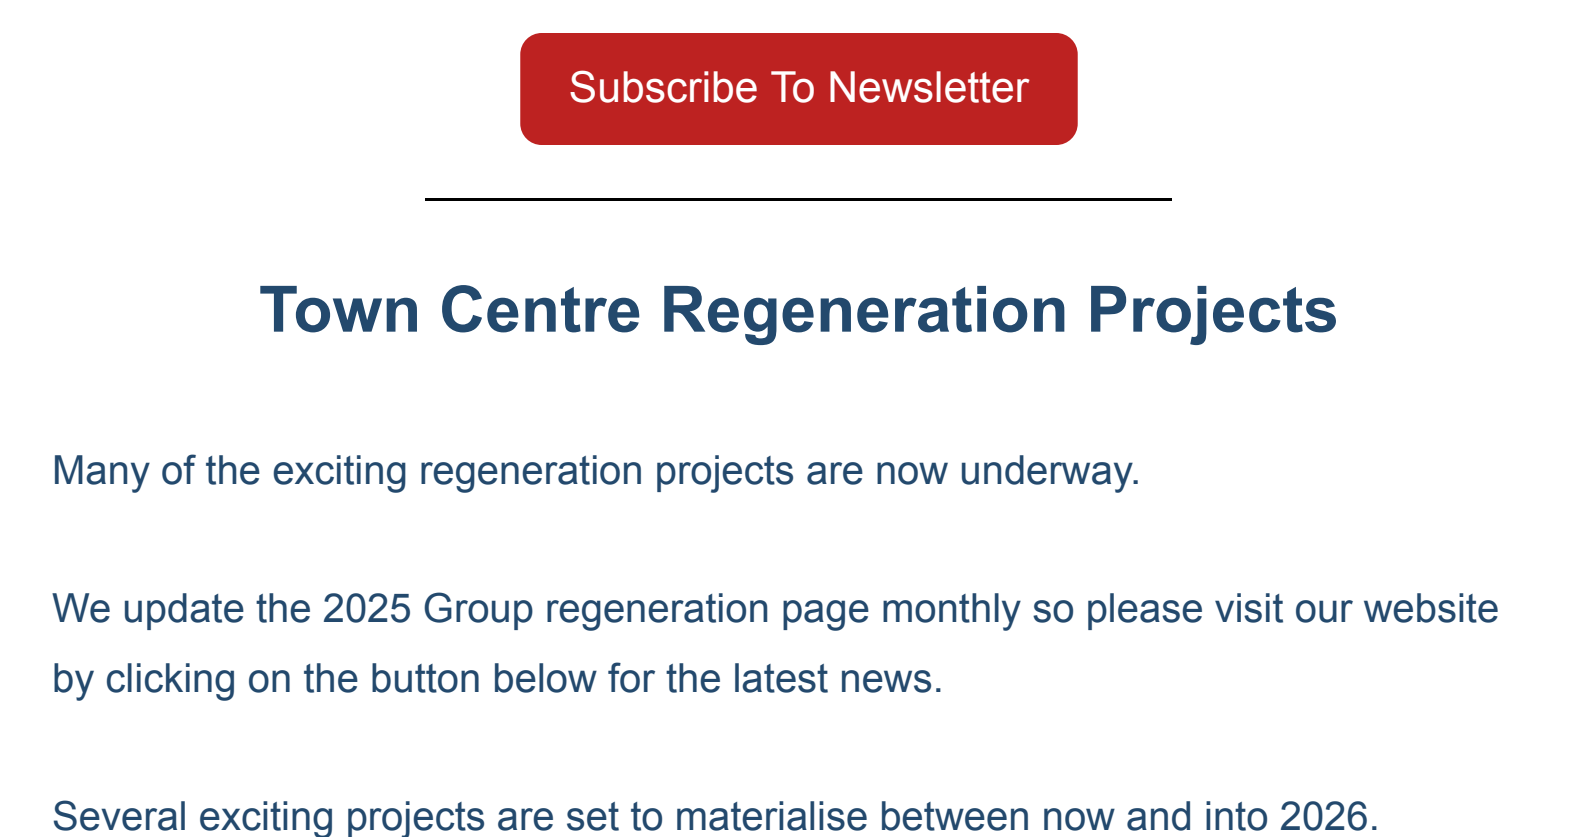 Subscribe To Newsletter
Town Centre Regeneration Projects
Many of the exciting regeneration projects are now underway.
We update the 2025 Group regeneration page monthly so please visit our website
by clicking on the button below for the latest news.
Several exciting projects are set to materialise between now and into 2026.